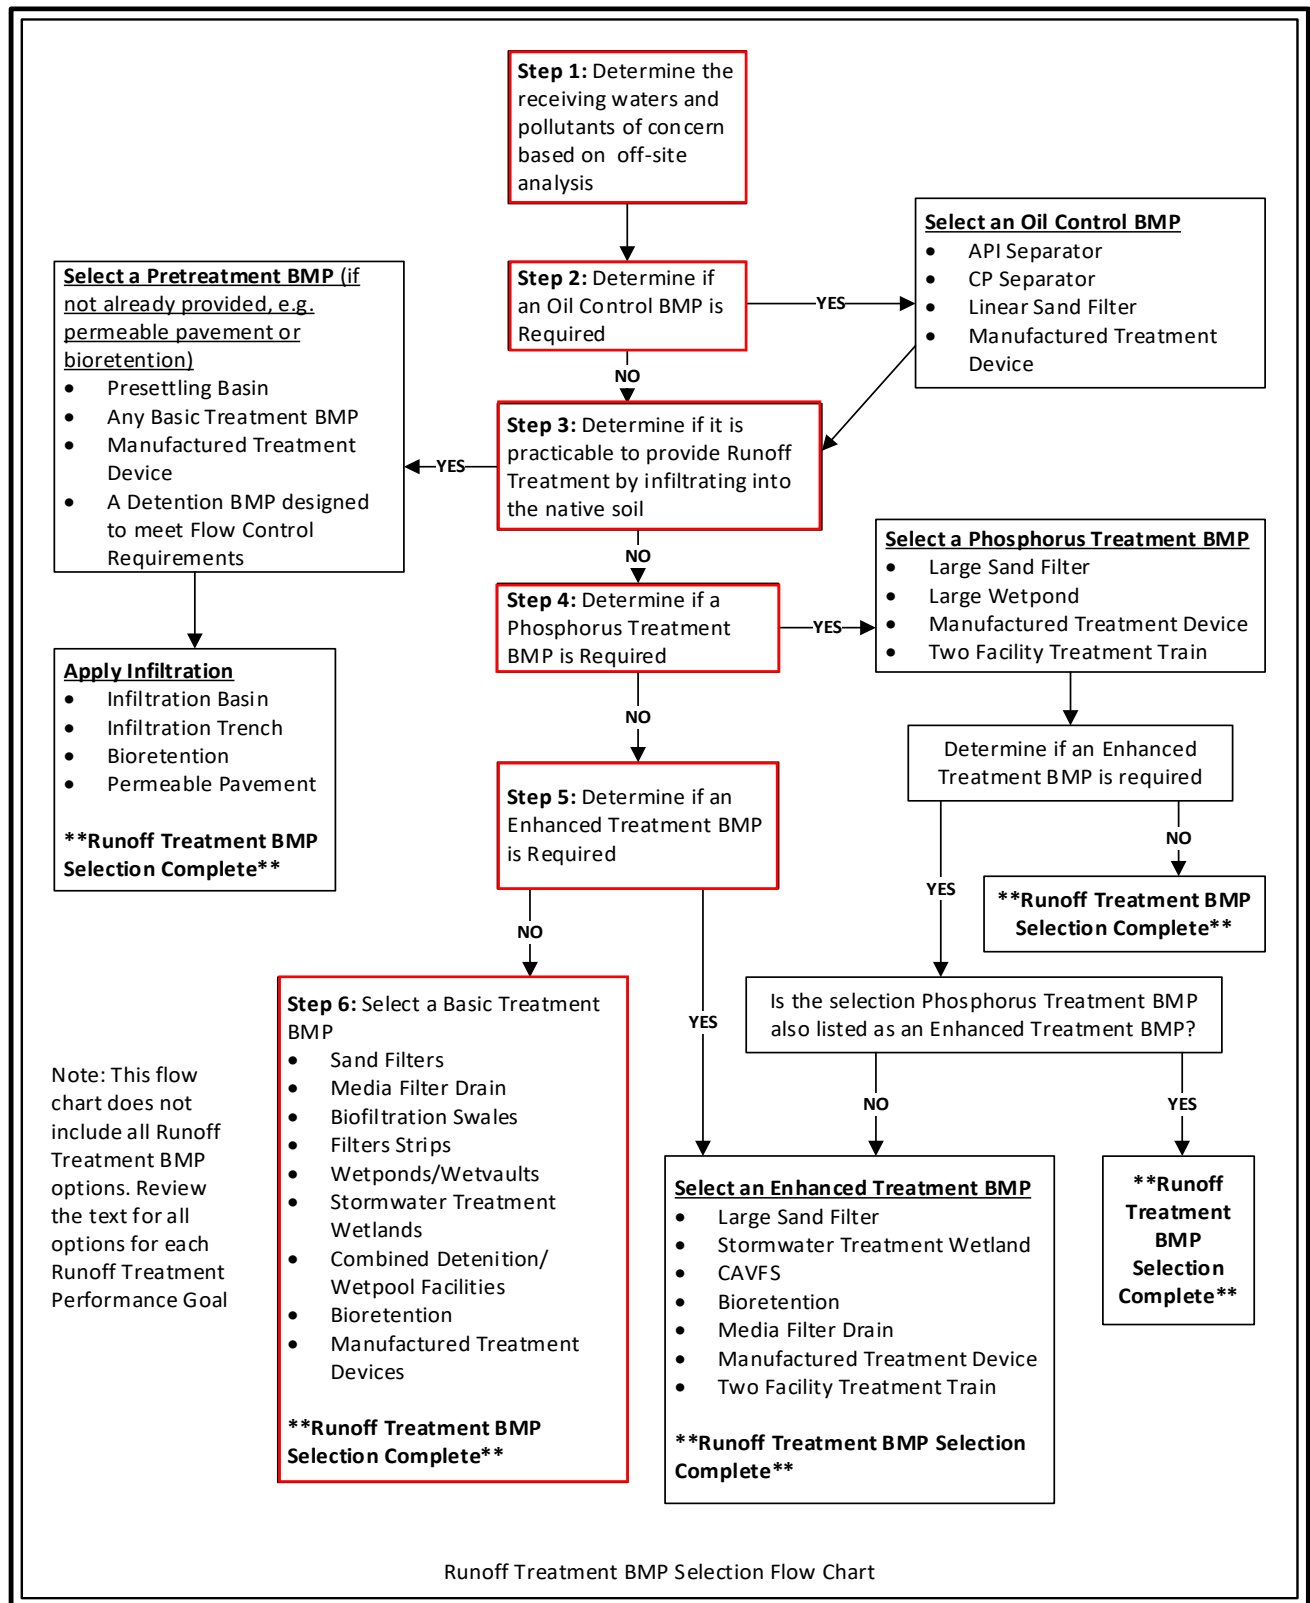 Step 1: Determine the
receiving waters and
pollutants of concern
based on off-site
analysis
Select an Oil Control BMP
• API Separator
• CP Separator
• Linear Sand Filter
• Manufactured Treatment
Device
Step 2: Determine if
an Oil Control BMP is
Required
YES
NO
Select a Pretreatment BMP (if
not already provided, e.g.
permeable pavement or
bioretention)
• Presettling Basin
• Any Basic Treatment BMP
• Manufactured Treatment
Device
• A Detention BMP designed
to meet Flow Control
Requirements
Step 3: Determine if it is
practicable to provide Runoff
Treatment by infiltrating into
the native soil
YES
NO
Apply Infiltration
• Infiltration Basin
• Infiltration Trench
• Bioretention
• Permeable Pavement
**Runoff Treatment BMP
Selection Complete**
Step 4: Determine if a
Phosphorus Treatment
BMP is Required
YES
NO
Select a Phosphorus Treatment BMP
• Large Sand Filter
• Large Wetpond
• Manufactured Treatment Device
• Two Facility Treatment Train
Determine if an Enhanced
Treatment BMP is required
NO
YES
**Runoff Treatment BMP
Selection Complete**
Step 5: Determine if an
Enhanced Treatment BMP
is Required
NO
YES
Is the selection Phosphorus Treatment BMP
also listed as an Enhanced Treatment BMP?
NO
YES
Step 6: Select a Basic Treatment
BMP
• Sand Filters
• Media Filter Drain
• Biofiltration Swales
• Filters Strips
• Wetponds/Wetvaults
• Stormwater Treatment
Wetlands
• Combined Detenition/
Wetpool Facilities
• Bioretention
• Manufactured Treatment
Devices
**Runoff Treatment BMP
Selection Complete**
Select an Enhanced Treatment BMP
• Large Sand Filter
• Stormwater Treatment Wetland
• CAVFS
• Bioretention
• Media Filter Drain
• Manufactured Treatment Device
• Two Facility Treatment Train
**Runoff Treatment BMP Selection
Complete**
**Runoff
Treatment
BMP
Selection
Complete**
Note: This flow
chart does not
include all Runoff
Treatment BMP
options. Review
the text for all
options for each
Runoff Treatment
Performance Goal
Runoff Treatment BMP Selection Flow Chart